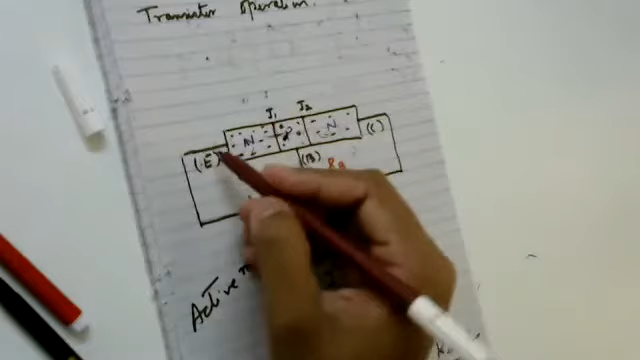 Transistor operation.
J₁ J₂
N P N
(E) (B) (C)
Active